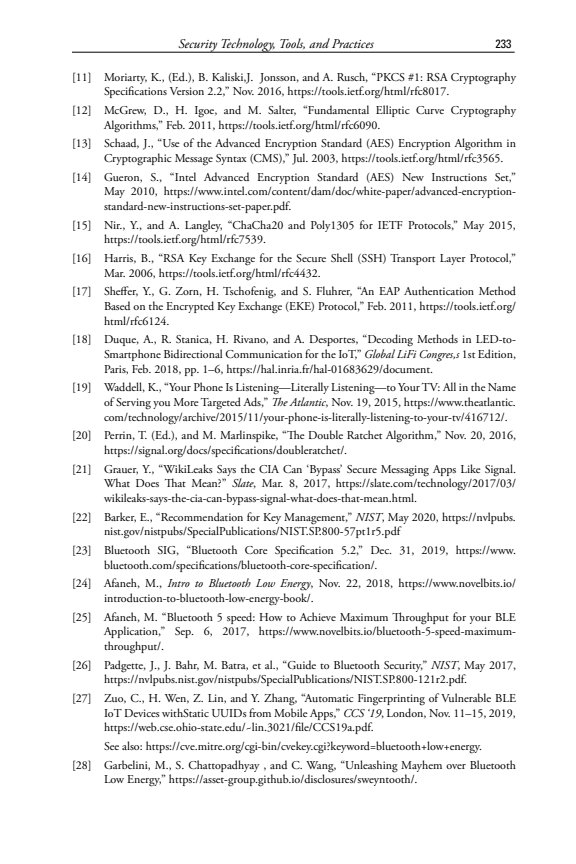 Security Technology, Tools, and Practices 233
[11] Moriarty, K., (Ed.), B. Kaliski,J. Jonsson, and A. Rusch, “PKCS #1: RSA Cryptography
Specifications Version 2.2,” Nov. 2016, https://tools.ietf.org/html/rfc8017.
[12] McGrew, D., H. Igoe, and M. Salter, “Fundamental Elliptic Curve Cryptography
Algorithms,” Feb. 2011, https://tools.ietf.org/html/rfc6090.
[13] Schaad, J., “Use of the Advanced Encryption Standard (AES) Encryption Algorithm in
Cryptographic Message Syntax (CMS),” Jul. 2003, https://tools.ietf.org/html/rfc3565.
[14] Gueron, S., “Intel Advanced Encryption Standard (AES) New Instructions Set,”
May 2010, https://www.intel.com/content/dam/doc/white-paper/advanced-encryption-
standard-new-instructions-set-paper.pdf.
[15] Nir., Y., and A. Langley, “ChaCha20 and Poly1305 for IETF Protocols,” May 2015,
https://tools.ietf.org/html/rfc7539.
[16] Harris, B., “RSA Key Exchange for the Secure Shell (SSH) Transport Layer Protocol,”
Mar. 2006, https://tools.ietf.org/html/rfc4432.
[17] Sheffer, Y., G. Zorn, H. Tschofenig, and S. Fluhrer, “An EAP Authentication Method
Based on the Encrypted Key Exchange (EKE) Protocol,” Feb. 2011, https://tools.ietf.org/
html/rfc6124.
[18] Duque, A., R. Stanica, H. Rivano, and A. Desportes, “Decoding Methods in LED-to-
Smartphone Bidirectional Communication for the IoT,” Global LiFi Congres,s 1st Edition,
Paris, Feb. 2018, pp. 1–6, https://hal.inria.fr/hal-01683629/document.
[19] Waddell, K., “Your Phone Is Listening—Literally Listening—to Your TV: All in the Name
of Serving you More Targeted Ads,” The Atlantic, Nov. 19, 2015, https://www.theatlantic.
com/technology/archive/2015/11/your-phone-is-literally-listening-to-your-tv/416712/.
[20] Perrin, T. (Ed.), and M. Marlinspike, “The Double Ratchet Algorithm,” Nov. 20, 2016,
https://signal.org/docs/specifications/doubleratchet/.
[21] Grauer, Y., “WikiLeaks Says the CIA Can ‘Bypass’ Secure Messaging Apps Like Signal.
What Does That Mean?” Slate, Mar. 8, 2017, https://slate.com/technology/2017/03/
wikileaks-says-the-cia-can-bypass-signal-what-does-that-mean.html.
[22] Barker, E., “Recommendation for Key Management,” NIST, May 2020, https://nvlpubs.
nist.gov/nistpubs/SpecialPublications/NIST.SP.800-57pt1r5.pdf
[23] Bluetooth SIG, “Bluetooth Core Specification 5.2,” Dec. 31, 2019, https://www.
bluetooth.com/specifications/bluetooth-core-specification/.
[24] Afaneh, M., Intro to Bluetooth Low Energy, Nov. 22, 2018, https://www.novelbits.io/
introduction-to-bluetooth-low-energy-book/.
[25] Afaneh, M. “Bluetooth 5 speed: How to Achieve Maximum Throughput for your BLE
Application,” Sep. 6, 2017, https://www.novelbits.io/bluetooth-5-speed-maximum-
throughput/.
[26] Padgette, J., J. Bahr, M. Batra, et al., “Guide to Bluetooth Security,” NIST, May 2017,
https://nvlpubs.nist.gov/nistpubs/SpecialPublications/NIST.SP.800-121r2.pdf.
[27] Zuo, C., H. Wen, Z. Lin, and Y. Zhang, “Automatic Fingerprinting of Vulnerable BLE
IoT Devices withStatic UUIDs from Mobile Apps,” CCS ‘19, London, Nov. 11–15, 2019,
https://web.cse.ohio-state.edu/~lin.3021/file/CCS19a.pdf.
See also: https://cve.mitre.org/cgi-bin/cvekey.cgi?keyword=bluetooth+low+energy.
[28] Garbelini, M., S. Chattopadhyay , and C. Wang, “Unleashing Mayhem over Bluetooth
Low Energy,” https://asset-group.github.io/disclosures/sweyntooth/.